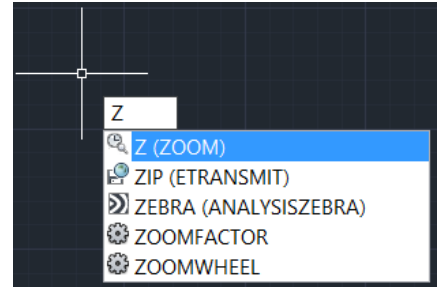 Z
Z (ZOOM)
ZIP (ETRANSMIT)
ZEBRA (ANALYSISZEBRA)
ZOOMFACTOR
ZOOMWHEEL